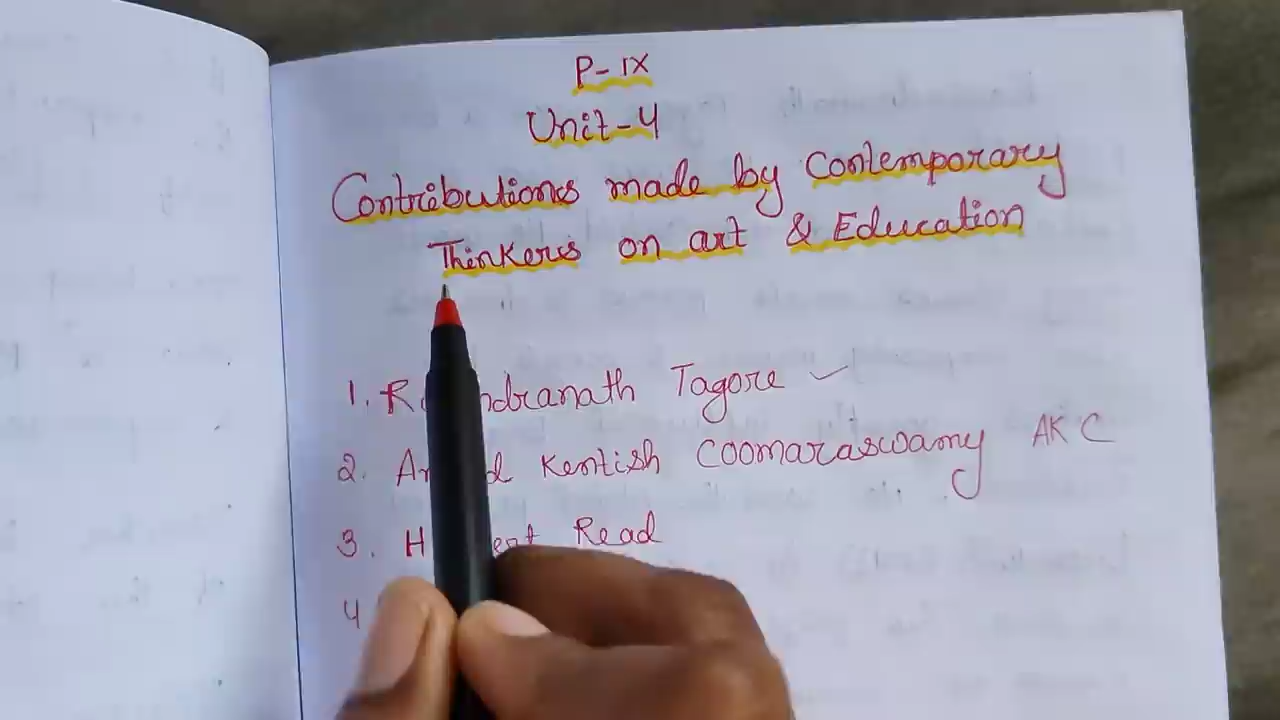 P-IX
Unit-4
Contributions made by Contemporary
Thinkers on art & Education
1. Tagore
2. Kentish Coomaraswamy AKC
3. Read
4